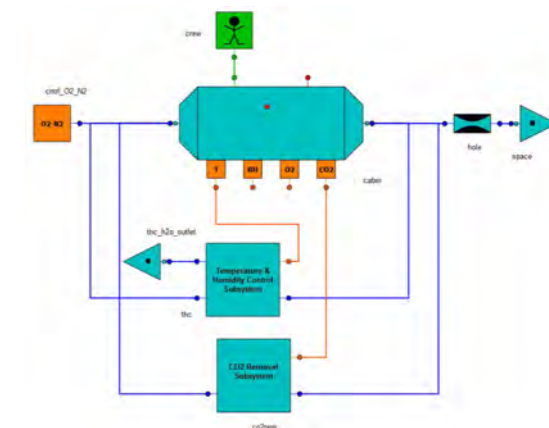 crew
cmf_O2_N2
O2-N2
T
RH
O2
CO2
cabin
hole
space
thc_h2o_outlet
Temperature &
Humidity Control
Subsystem
thc
CO2 Removal
Subsystem